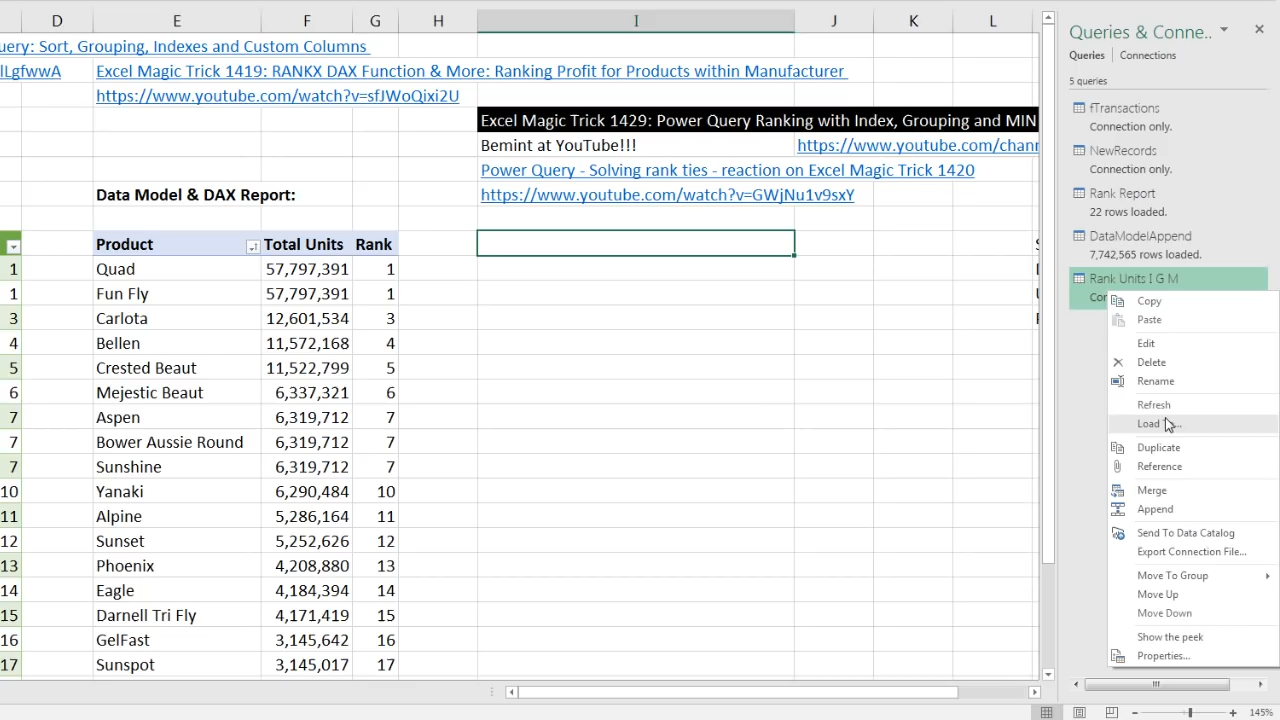 D E F G H I J K L
uery: Sort, Grouping, Indexes and Custom Columns
lLgfwwA Excel Magic Trick 1419: RANKX DAX Function & More: Ranking Profit for Products within Manufacturer
https://www.youtube.com/watch?v=sfJWoQixi2U
Excel Magic Trick 1429: Power Query Ranking with Index, Grouping and MIN
Bemint at YouTube!!! https://www.youtube.com/chann
Power Query - Solving rank ties - reaction on Excel Magic Trick 1420
Data Model & DAX Report: https://www.youtube.com/watch?v=GWjNu1v9sxY
Product Total Units Rank
1 Quad 57,797,391 1
1 Fun Fly 57,797,391 1
3 Carlota 12,601,534 3
4 Bellen 11,572,168 4
5 Crested Beaut 11,522,799 5
6 Mejestic Beaut 6,337,321 6
7 Aspen 6,319,712 7
7 Bower Aussie Round 6,319,712 7
7 Sunshine 6,319,712 7
10 Yanaki 6,290,484 10
11 Alpine 5,286,164 11
12 Sunset 5,252,626 12
13 Phoenix 4,208,880 13
14 Eagle 4,184,394 14
15 Darnell Tri Fly 4,171,419 15
16 GelFast 3,145,642 16
17 Sunspot 3,145,017 17
Queries & Conne..
Queries Connections
5 queries
fTransactions
Connection only.
NewRecords
Connection only.
Rank Report
22 rows loaded.
DataModelAppend
7,742,565 rows loaded.
Rank Units I G M
Copy
Paste
Edit
Delete
Rename
Refresh
Load
Duplicate
Reference
Merge
Append
Send To Data Catalog
Export Connection File...
Move To Group
Move Up
Move Down
Show the peek
Properties...
145%